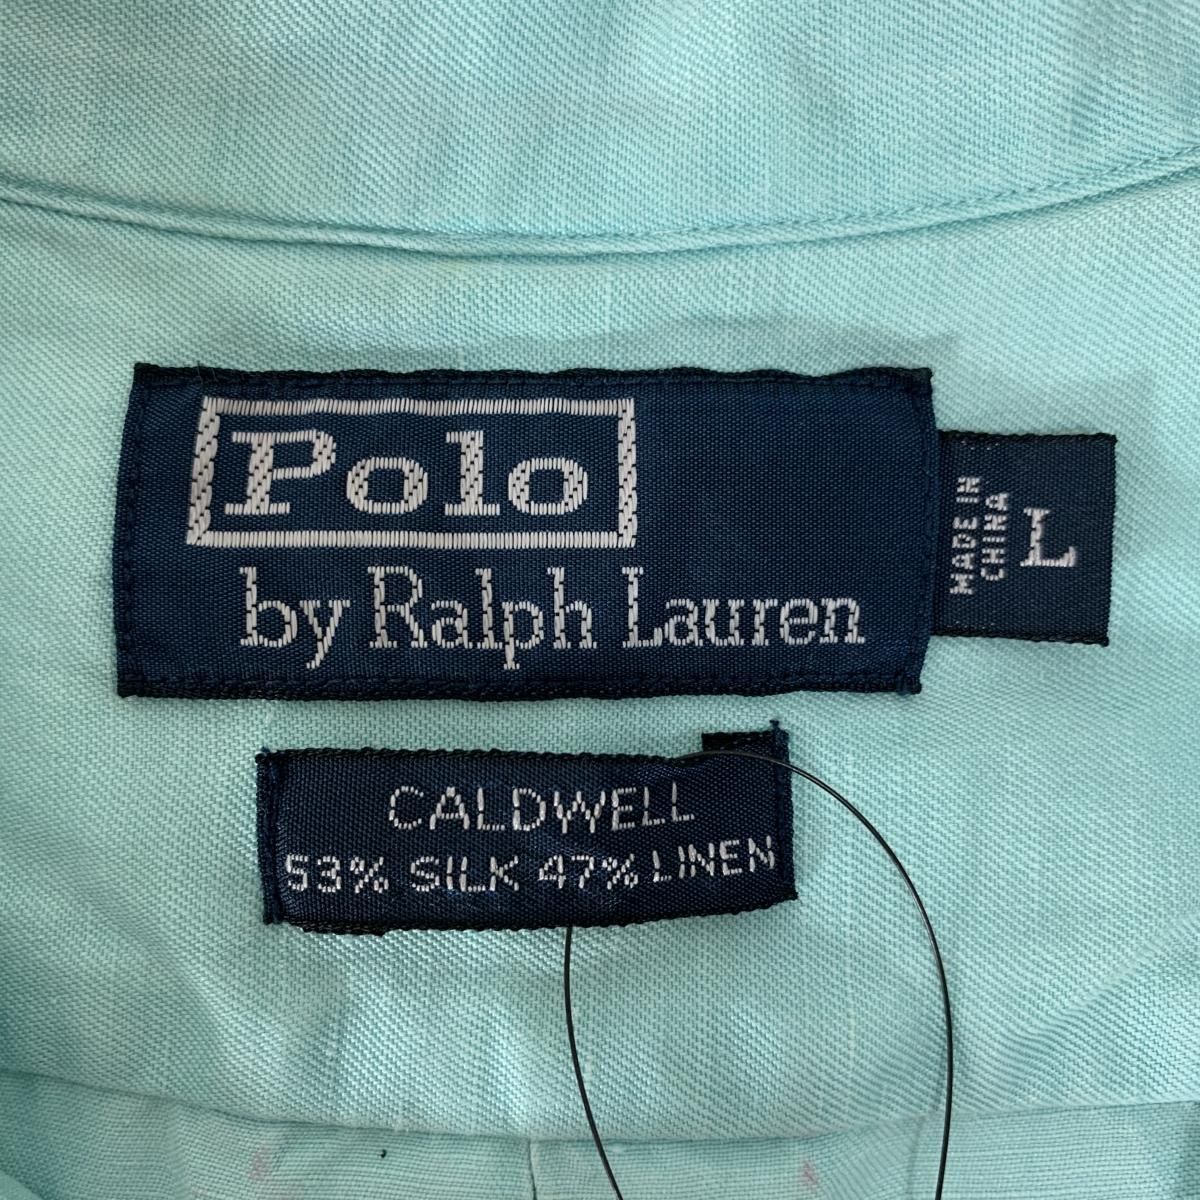 Polo
by Ralph Lauren
MADE IN
CHINA
L
CALDWELL
53% SILK 47% LINEN